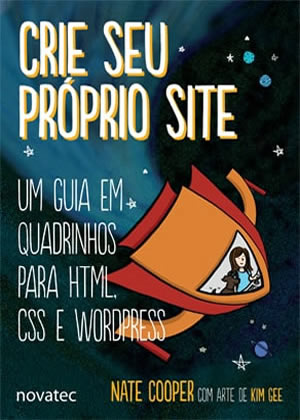 CRIE SEU
PRÓPRIO SITE
UM GUIA EM
QUADRINHOS
PARA HTML,
CSS E WORDPRESS
novatec
NATE COOPER COM ARTE DE KIM GEE